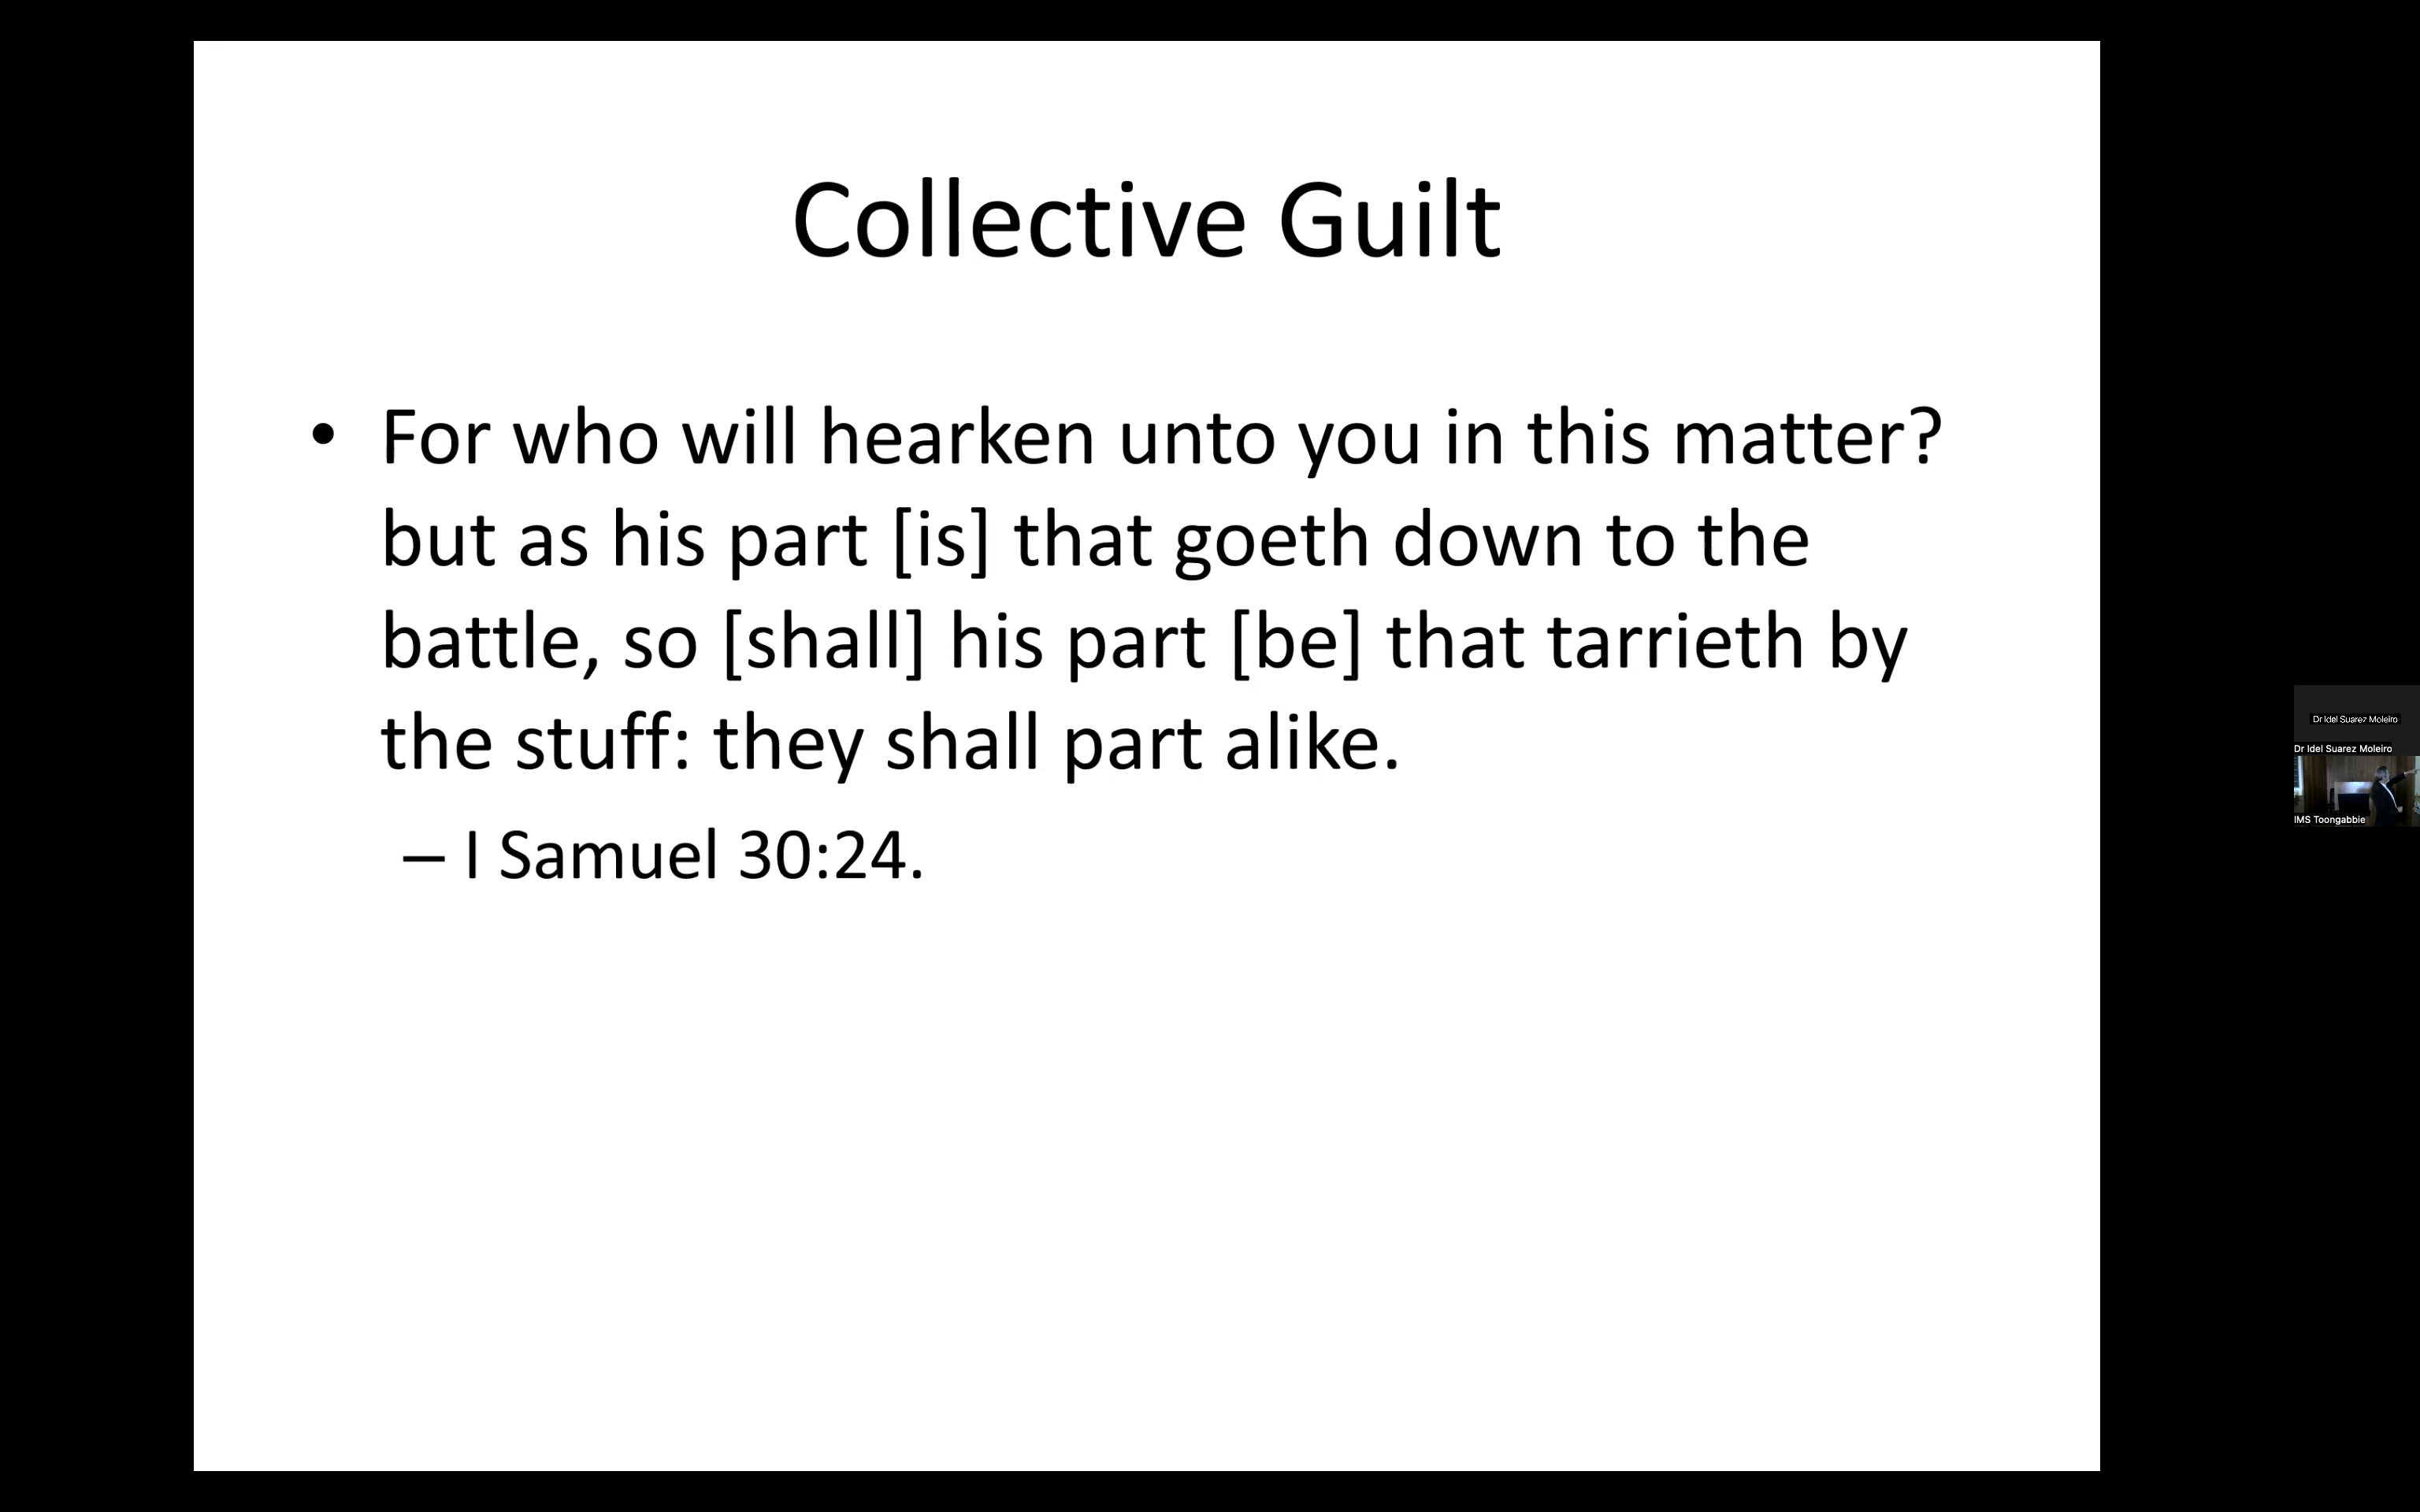 Collective Guilt
• For who will hearken unto you in this matter?
but as his part [is] that goeth down to the
battle, so [shall] his part [be] that tarrieth by
the stuff: they shall part alike.
– I Samuel 30:24.
Dr Idel Suarez Moleiro
Dr Idel Suarez Moleiro
IMS Toongabbie